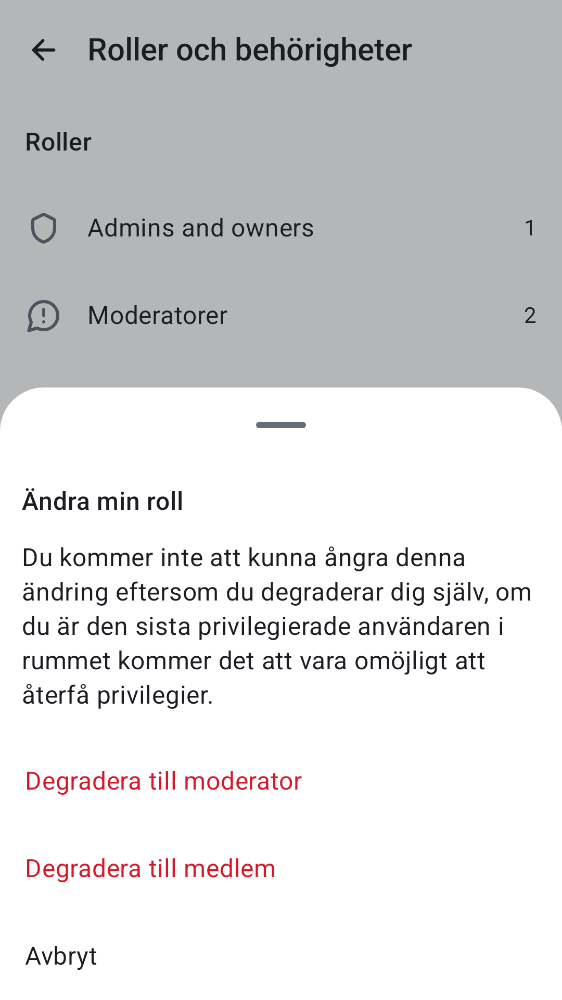 Roller och behörigheter
Roller
Admins and owners 1
Moderatorer 2
Ändra min roll
Du kommer inte att kunna ångra denna
ändring eftersom du degraderar dig själv, om
du är den sista privilegierade användaren i
rummet kommer det att vara omöjligt att
återfå privilegier.
Degradera till moderator
Degradera till medlem
Avbryt